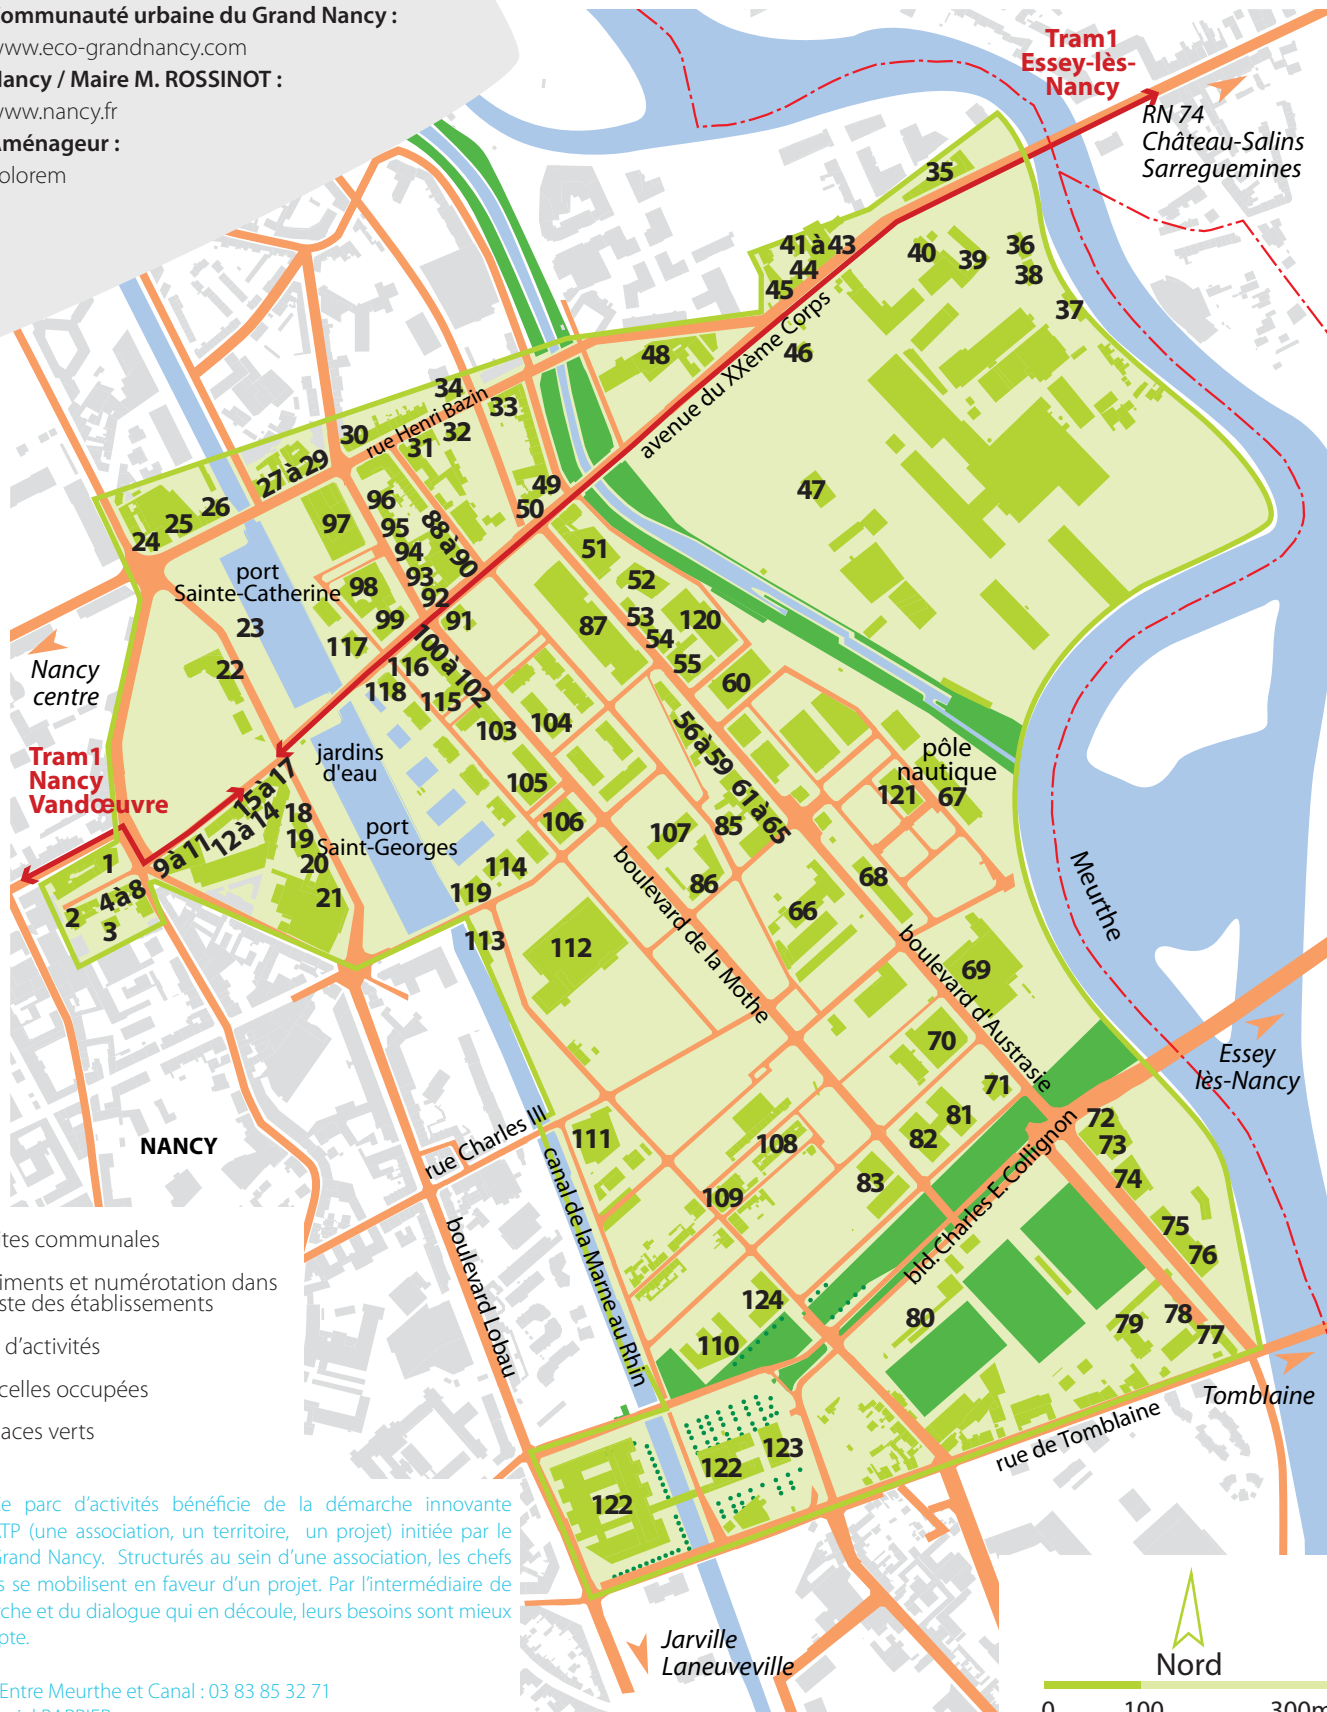 ommunauté urbaine du Grand Nancy :
www.eco-grandnancy.com
Nancy / Maire M. ROSSINOT :
www.nancy.fr
Aménageur :
olorem
Tram1
Essey-lès-
Nancy
RN 74
Château-Salins
Sarreguemines
35
41 à 43
44
45
40
39
36
38
37
46
48
avenue du XXème Corps
34
33
rue Henri Bazin
30
31
32
27 à 29
26
25
24
96
97
95
94
93
92
88 à 90
49
50
47
51
52
53
54
120
55
60
87
91
port
Sainte-Catherine
98
99
23
22
117
116
118
115
100 à 102
103
104
Nancy
centre
Tram1
Nancy
Vandœuvre
jardins
d'eau
56 à 59
61 à 65
pôle
nautique
121
67
15 à 17
12 à 14
9 à 11
18
19
20
21
port
Saint-Georges
105
106
107
85
86
114
119
1
2
3
4 à 8
113
112
66
68
69
boulevard de la Mothe
boulevard d'Austrasie
Meurthe
70
71
81
82
83
Essey
lès-Nancy
72
73
74
75
76
78
77
79
80
NANCY
rue Charles III
111
108
109
bld. Charles E. Collignon
canal de la Marne au Rhin
boulevard Lobau
124
110
Tomblaine
rue de Tomblaine
123
122
122
ites communales
iments et numérotation dans
ste des établissements
d'activités
celles occupées
aces verts
e parc d'activités bénéficie de la démarche innovante
TP (une association, un territoire, un projet) initiée par le
Grand Nancy. Structurés au sein d'une association, les chefs
s se mobilisent en faveur d'un projet. Par l'intermédiaire de
rche et du dialogue qui en découle, leurs besoins sont mieux
pte.
Entre Meurthe et Canal : 03 83 85 32 71
Jarville
Laneuveville
Nord
0 100 300m